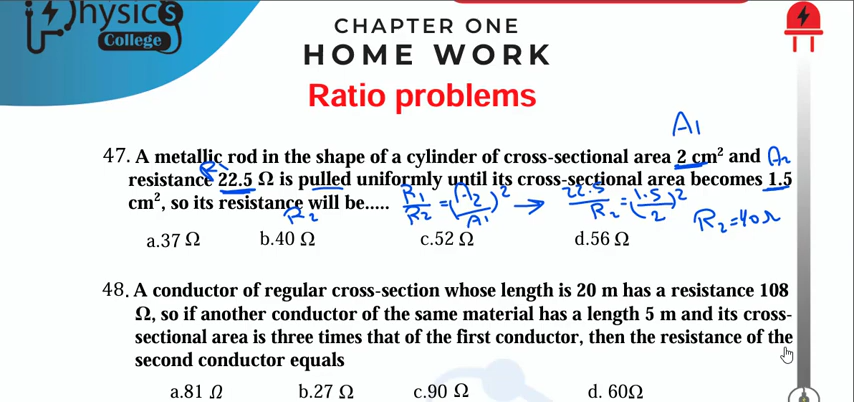 Physics
College
CHAPTER ONE
HOME WORK
Ratio problems
A1
47. A metallic rod in the shape of a cylinder of cross-sectional area 2 cm² and A2
R1
resistance 22.5 Ω is pulled uniformly until its cross-sectional area becomes 1.5
cm², so its resistance will be..... R1/R2 = (A2/A1)² → 22.5/R2 = (1.5/2)² R2=40Ω
R2
a.37 Ω b.40 Ω c.52 Ω d.56 Ω
48. A conductor of regular cross-section whose length is 20 m has a resistance 108
Ω, so if another conductor of the same material has a length 5 m and its cross-
sectional area is three times that of the first conductor, then the resistance of the
second conductor equals
a.81 Ω b.27 Ω c.90 Ω d. 60Ω